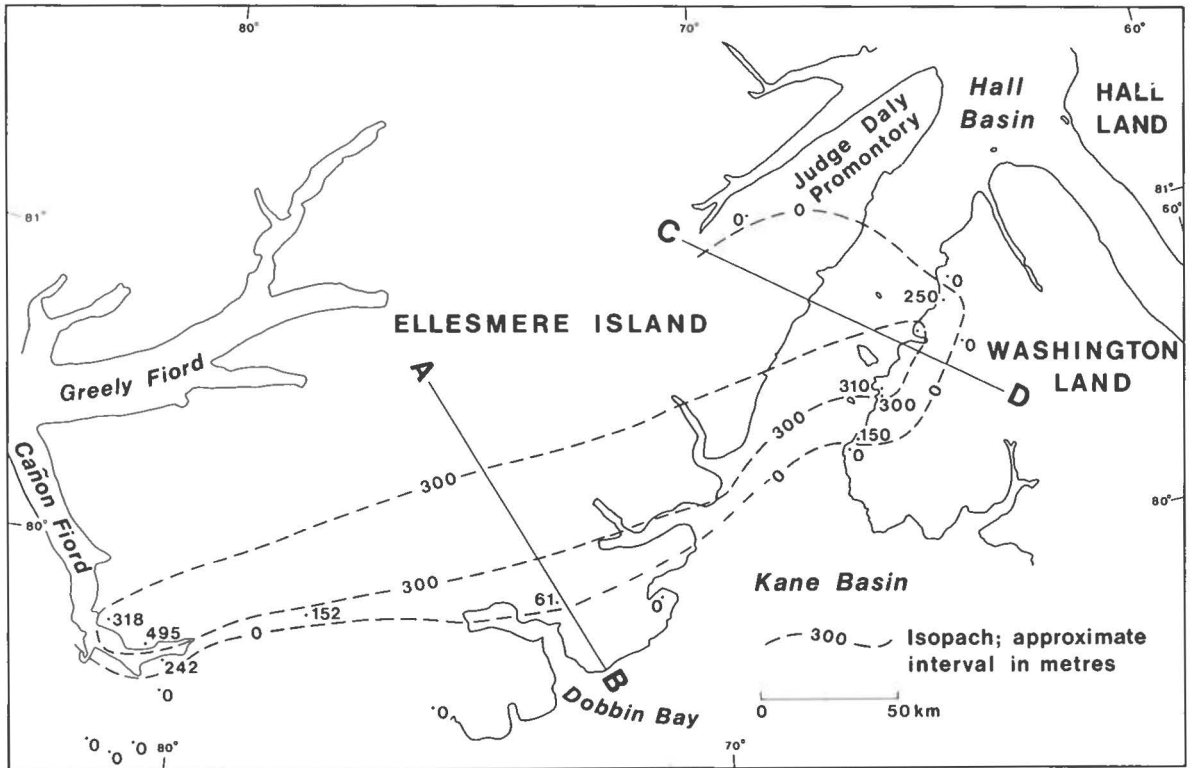 80°
70°
60°
Hall
Basin
HALL
LAND
Judge Daly
Promontory
81°
81°
60°
C
0
0
0
250
ELLESMERE ISLAND
A
0
WASHINGTON
LAND
Greely Fiord
310
300
0
D
300
150
0
0
300
Cañon Fiord
80°
80°
300
Kane Basin
61
0
318
152
495
0
242
300 Isopach; approximate
interval in metres
0
B
Dobbin Bay
0 50 km
0
0
0
0
0
80°
70°